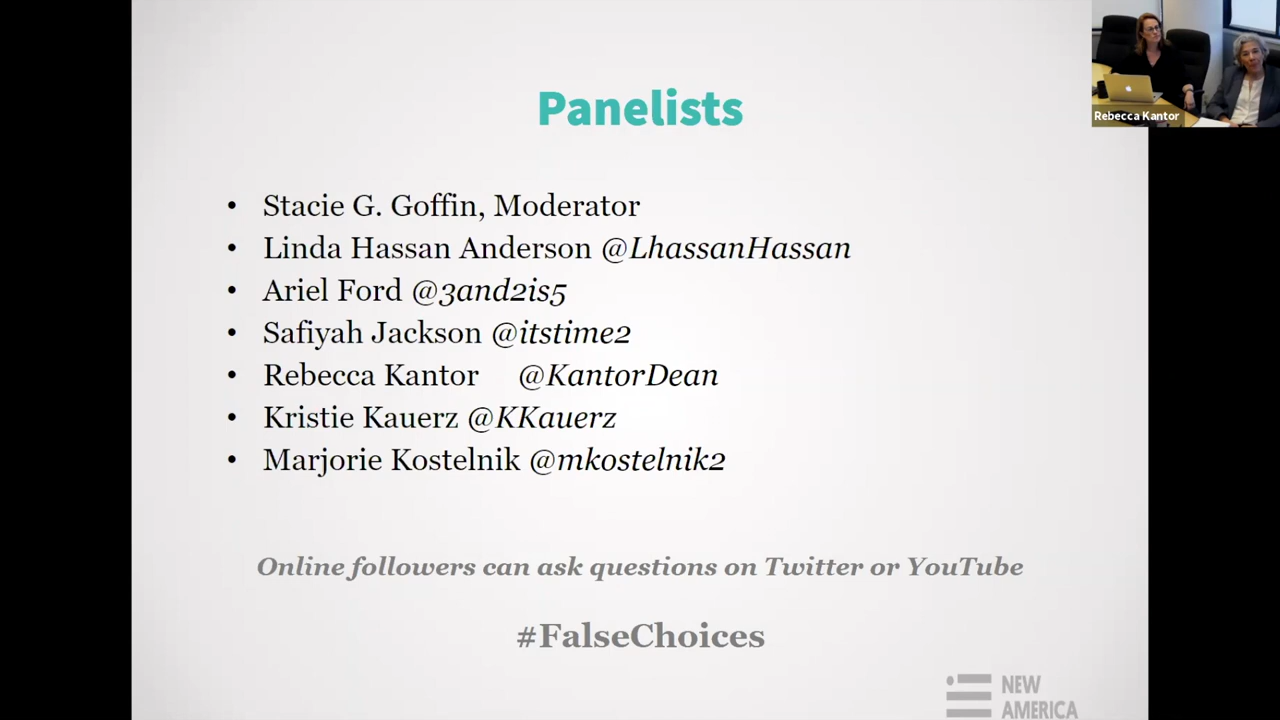 Panelists
Rebecca Kantor
• Stacie G. Goffin, Moderator
• Linda Hassan Anderson @LhassanHassan
• Ariel Ford @3and2is5
• Safiyah Jackson @itstime2
• Rebecca Kantor @KantorDean
• Kristie Kauerz @KKauerz
• Marjorie Kostelnik @mkostelnik2
Online followers can ask questions on Twitter or YouTube
#FalseChoices
NEW
AMERICA